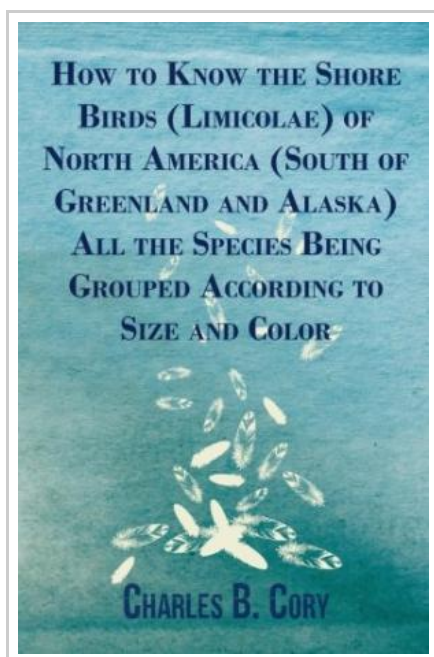 How to Know the Shore
Birds (Limicolae) of
North America (South of
Greenland and Alaska)
All the Species Being
Grouped According to
Size and Color
Charles B. Cory